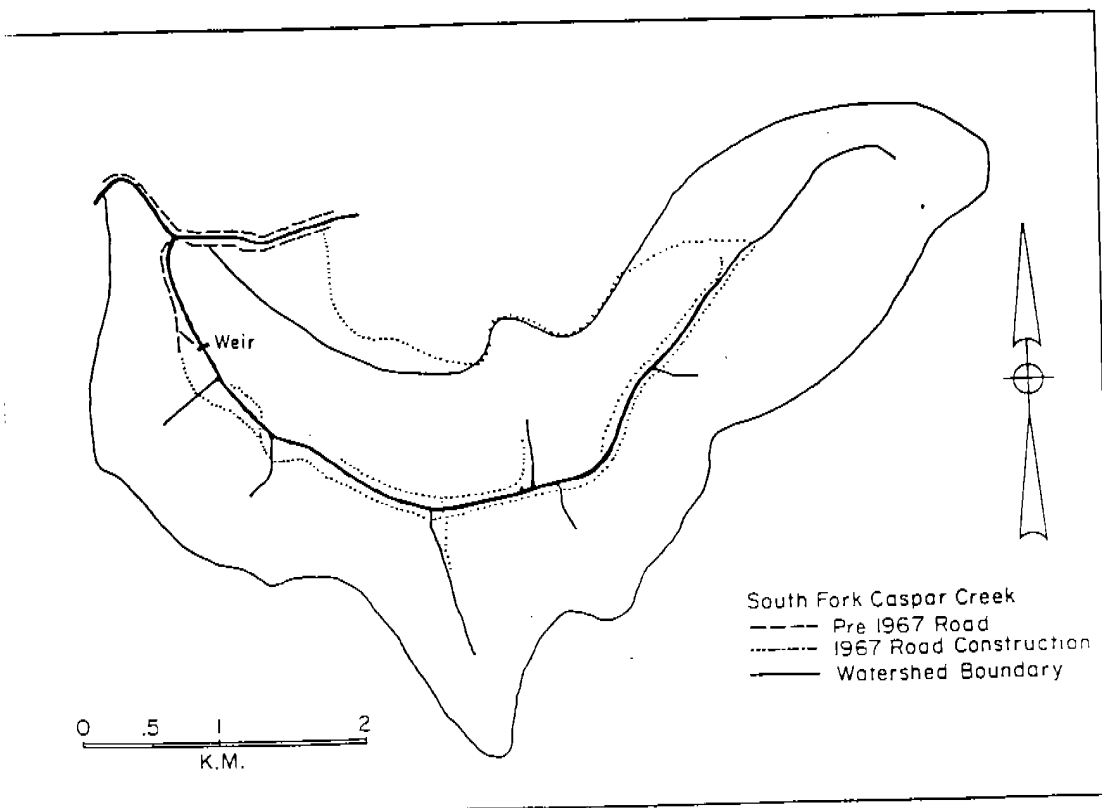 Weir
South Fork Caspar Creek
Pre 1967 Road
1967 Road Construction
Watershed Boundary
0 .5 1 2
K.M.